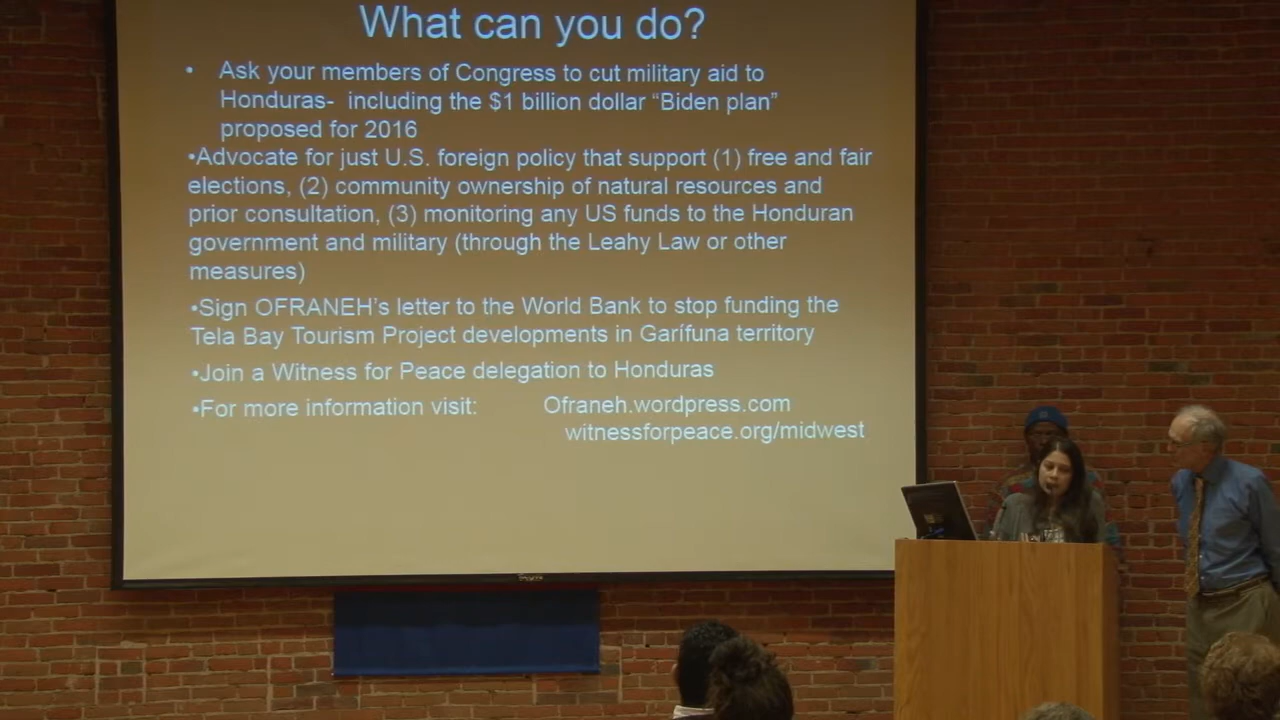 What can you do?
• Ask your members of Congress to cut military aid to
Honduras- including the $1 billion dollar “Biden plan”
proposed for 2016
•Advocate for just U.S. foreign policy that support (1) free and fair
elections, (2) community ownership of natural resources and
prior consultation, (3) monitoring any US funds to the Honduran
government and military (through the Leahy Law or other
measures)
•Sign OFRANEH’s letter to the World Bank to stop funding the
Tela Bay Tourism Project developments in Garífuna territory
•Join a Witness for Peace delegation to Honduras
•For more information visit: Ofraneh.wordpress.com
witnessforpeace.org/midwest